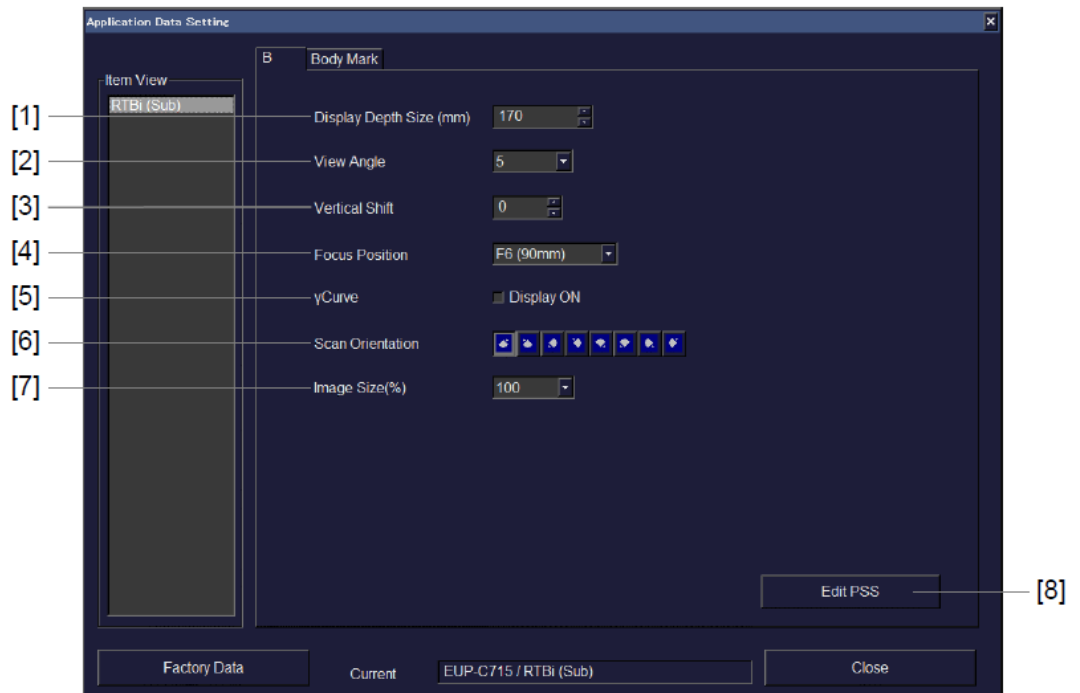 Application Data Setting
B Body Mark
Item View
RTBi (Sub)
[1] Display Depth Size (mm) 170
[2] View Angle 5
[3] Vertical Shift 0
[4] Focus Position F6 (90mm)
[5] γCurve Display ON
[6] Scan Orientation
[7] Image Size(%) 100
Edit PSS [8]
Factory Data Current EUP-C715 / RTBi (Sub) Close